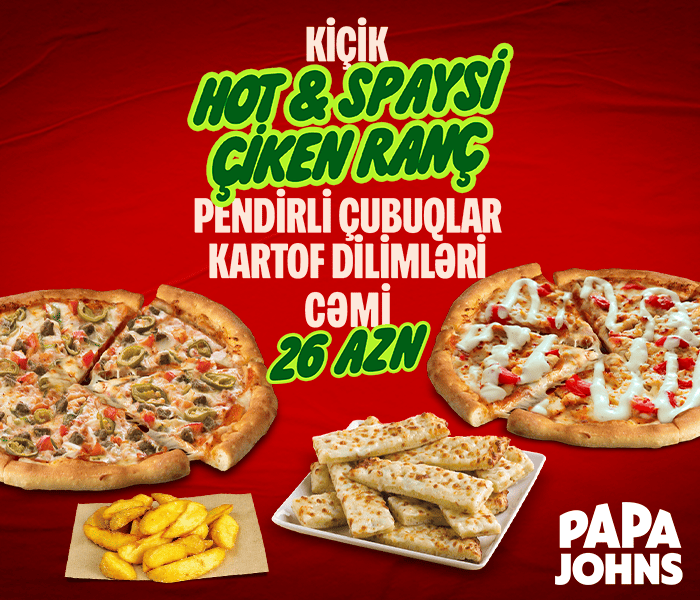 KİÇİK
HOT & SPAYSİ
ÇİKEN RANÇ
PENDİRLİ ÇUBUQLAR
KARTOF DİLİMLƏRİ
CƏMİ
26 AZN
PAPA
JOHNS